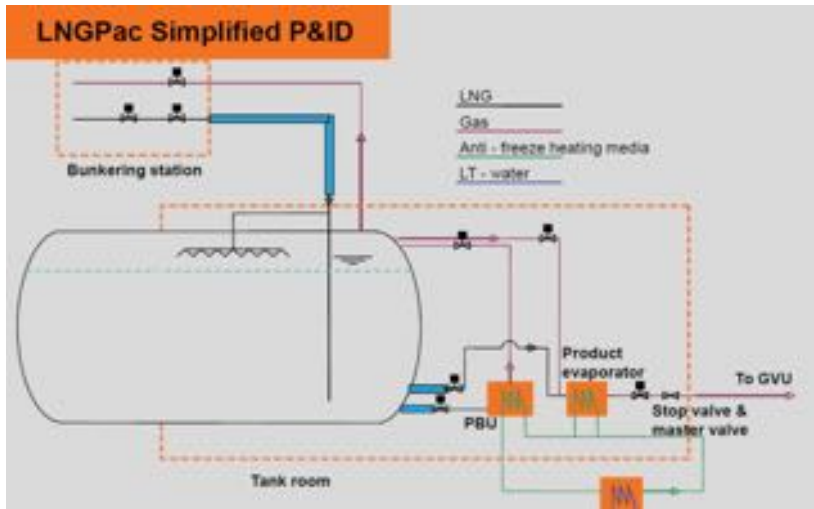 LNGPac Simplified P&ID
LNG
Gas
Anti - freeze heating media
LT - water
Bunkering station
Product
evaporator
To GVU
Stop valve &
master valve
PBU
Tank room